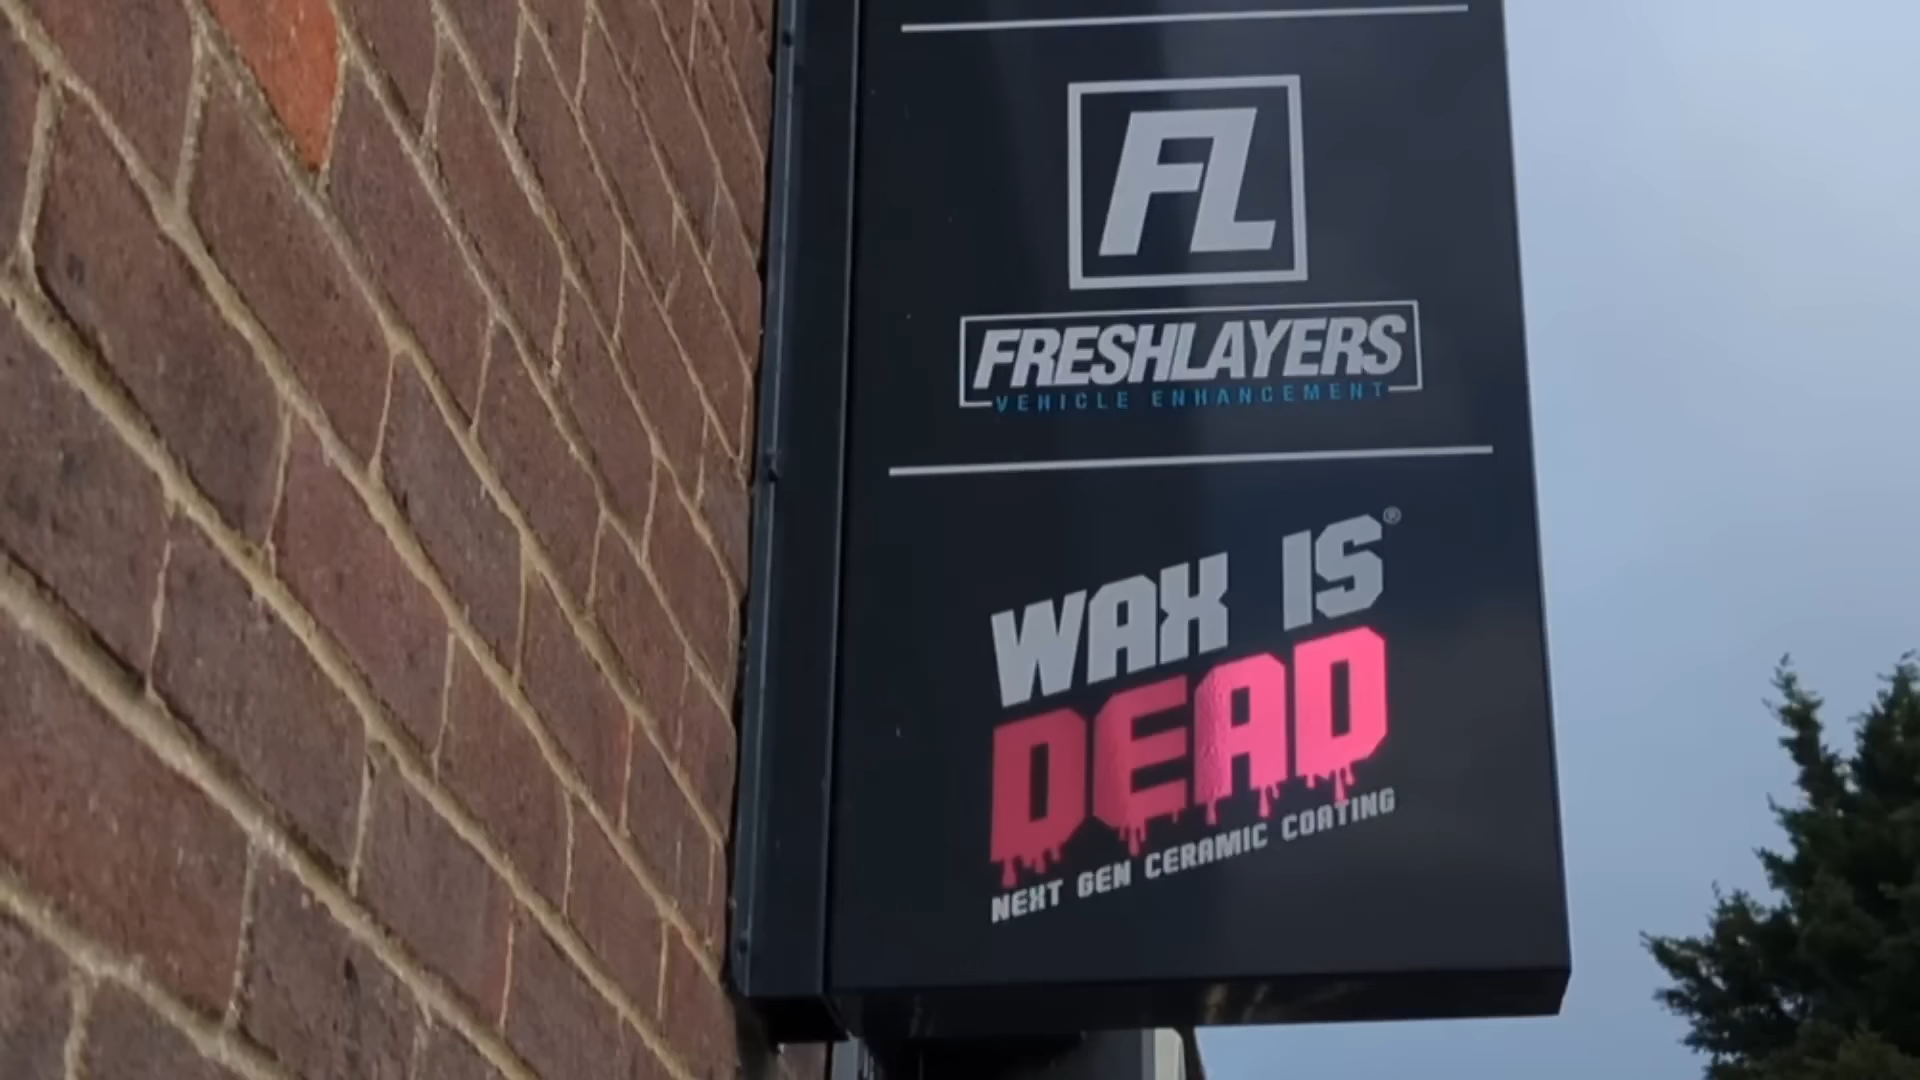 FL
FRESHLAYERS
VEHICLE ENHANCEMENT
WAX IS®
DEAD
NEXT GEN CERAMIC COATING